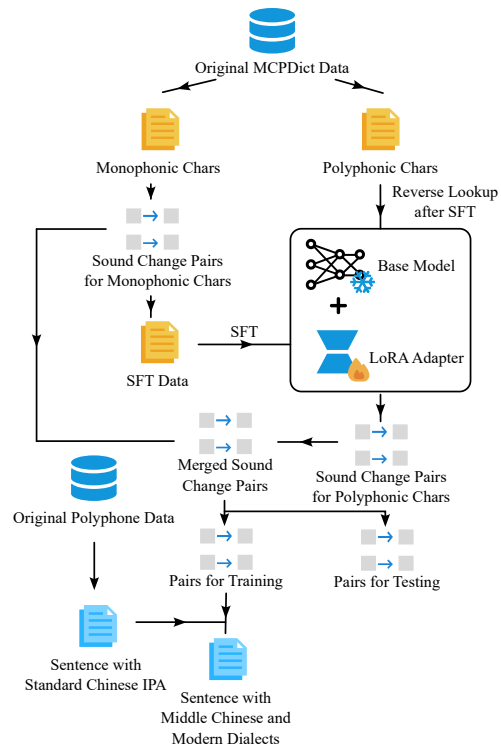 Original MCPDict Data
Monophonic Chars
Polyphonic Chars
Reverse Lookup
after SFT
Sound Change Pairs
for Monophonic Chars
Base Model
+
SFT
SFT Data
LoRA Adapter
Merged Sound
Change Pairs
Sound Change Pairs
for Polyphonic Chars
Original Polyphone Data
Pairs for Training
Pairs for Testing
Sentence with
Standard Chinese IPA
Sentence with
Middle Chinese and
Modern Dialects